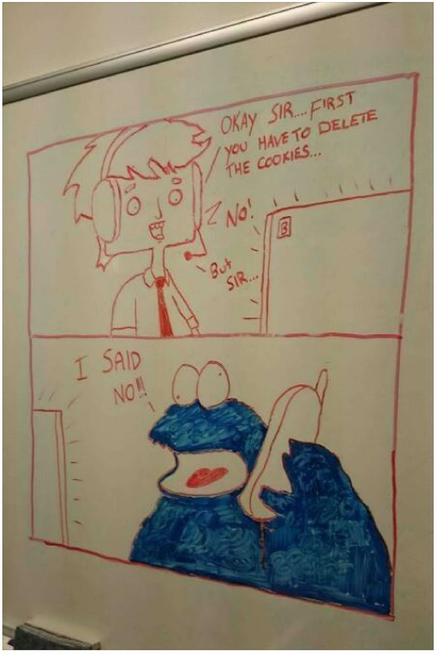 OKAY SIR....FIRST
YOU HAVE TO DELETE
THE COOKIES...
NO!
BUT
SIR....
I SAID
NO!!!